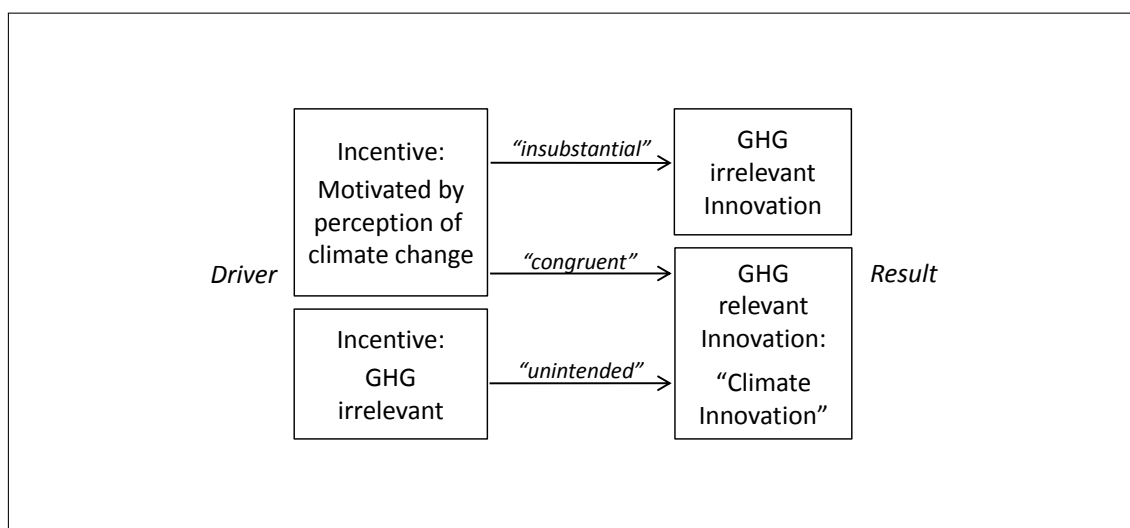 Driver
Incentive:
Motivated by
perception of
climate change
Incentive:
GHG
irrelevant
“insubstantial”
“congruent”
“unintended”
GHG
irrelevant
Innovation
GHG
relevant
Innovation:
“Climate
Innovation”
Result